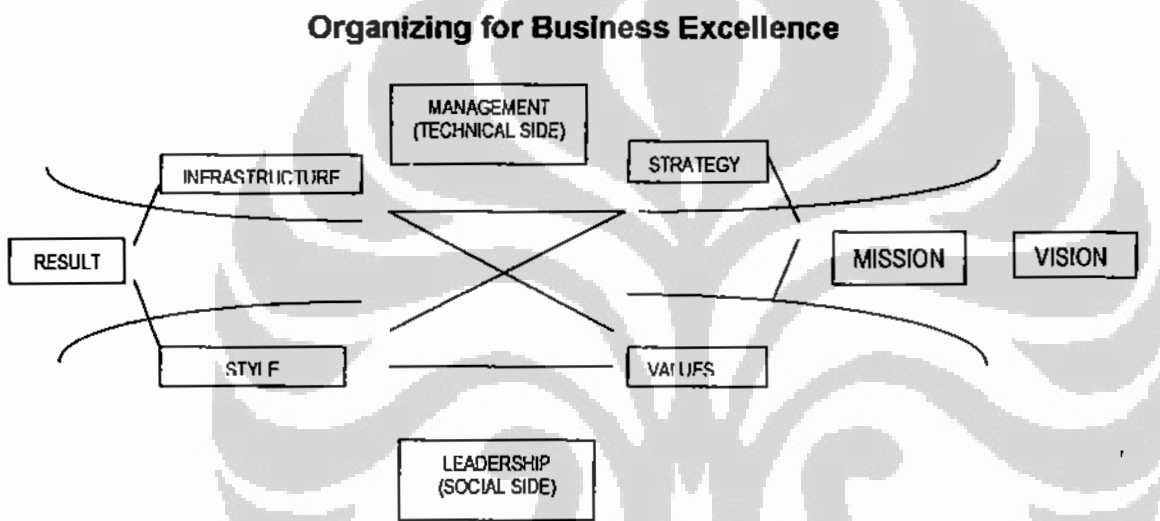 Organizing for Business Excellence
MANAGEMENT
(TECHNICAL SIDE)
INFRASTRUCTURE
STRATEGY
RESULT
MISSION
VISION
STYLE
VALUES
LEADERSHIP
(SOCIAL SIDE)